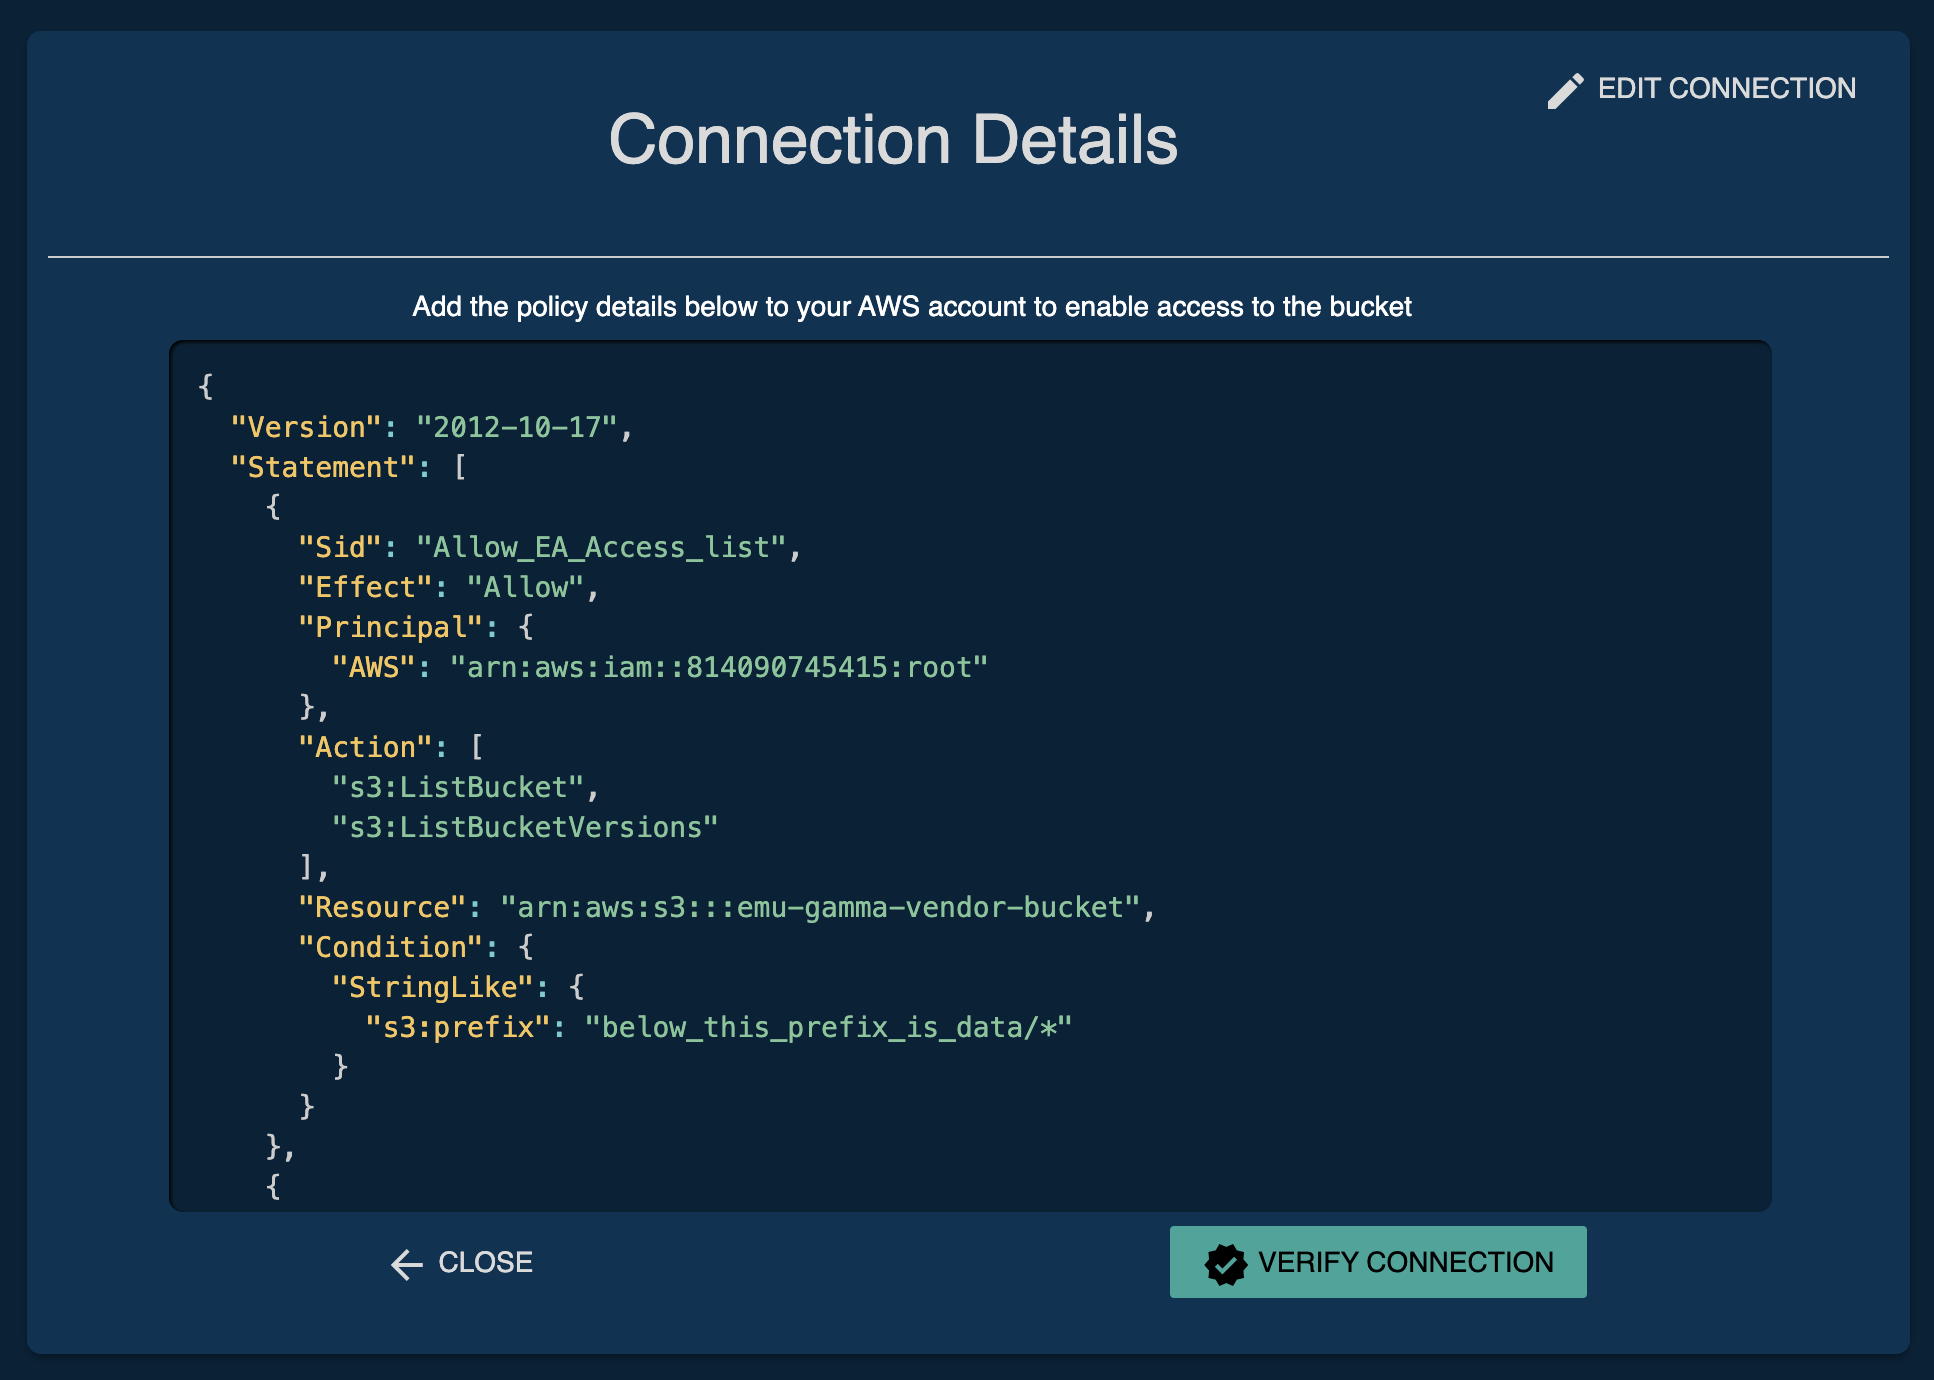 EDIT CONNECTION
Connection Details
Add the policy details below to your AWS account to enable access to the bucket
{
  "Version": "2012-10-17",
  "Statement": [
    {
      "Sid": "Allow_EA_Access_list",
      "Effect": "Allow",
      "Principal": {
        "AWS": "arn:aws:iam::814090745415:root"
      },
      "Action": [
        "s3:ListBucket",
        "s3:ListBucketVersions"
      ],
      "Resource": "arn:aws:s3:::emu-gamma-vendor-bucket",
      "Condition": {
        "StringLike": {
          "s3:prefix": "below_this_prefix_is_data/*"
        }
      }
    },
    {
CLOSE
VERIFY CONNECTION